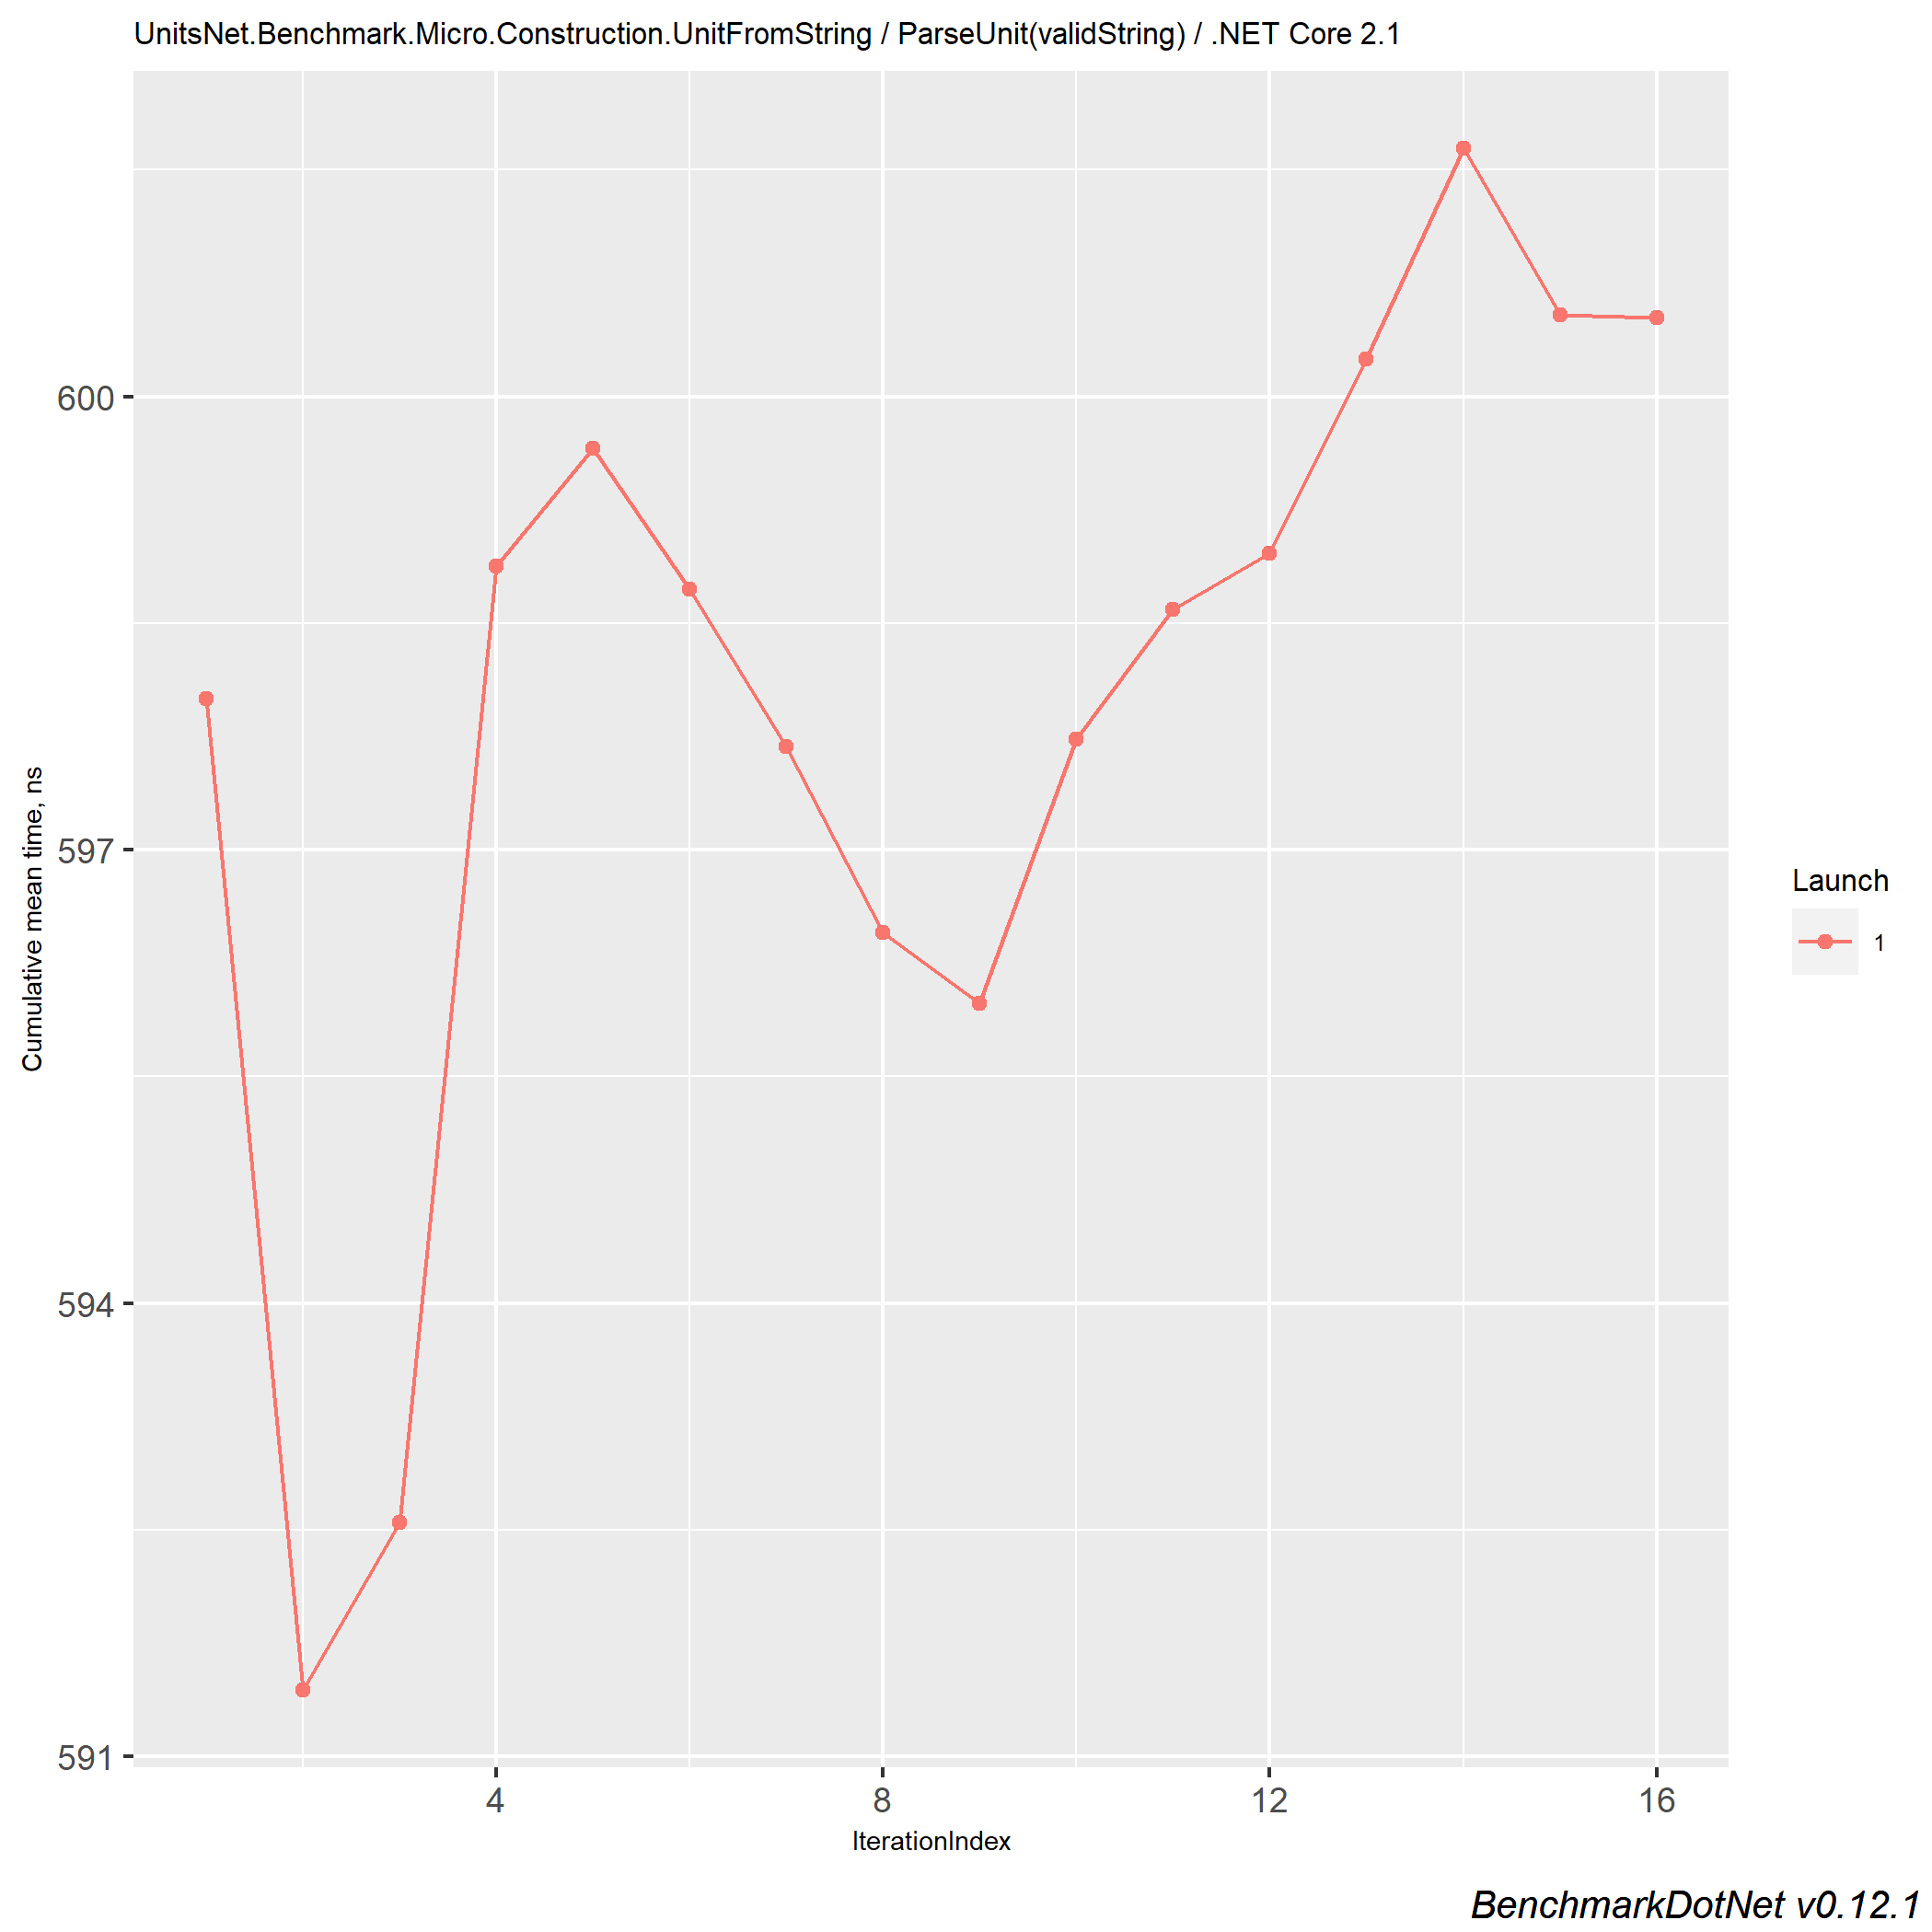 UnitsNet.Benchmark.Micro.Construction.UnitFromString / ParseUnit(validString) / .NET Core 2.1
Cumulative mean time, ns
600
597
594
591
4
8
12
16
IterationIndex
Launch
1
BenchmarkDotNet v0.12.1